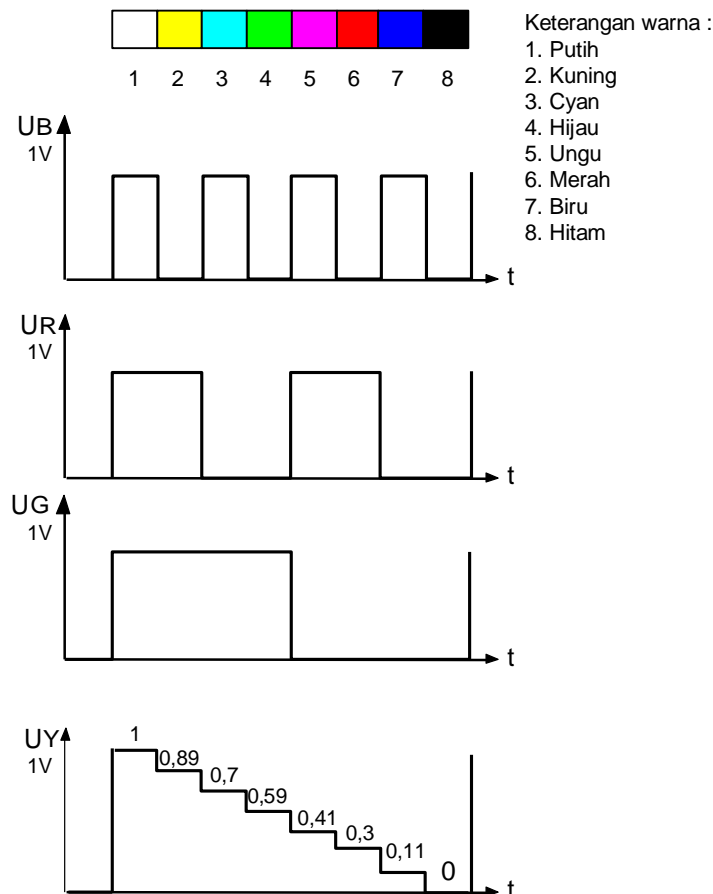 Keterangan warna :
1. Putih
2. Kuning
3. Cyan
4. Hijau
5. Ungu
6. Merah
7. Biru
8. Hitam
1 2 3 4 5 6 7 8
UB
1V
t
UR
1V
t
UG
1V
t
UY
1V
1
0,89
0,7
0,59
0,41
0,3
0,11
0
t